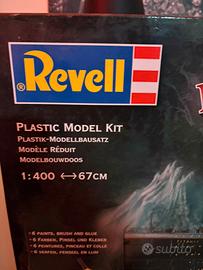 Revell
®
PLASTIC MODEL KIT
PLASTIK-MODELLBAUSATZ
MODÈLE RÉDUIT
MODELBOUWDOOS
1:400 ↔67CM
• 6 PAINTS, BRUSH AND GLUE
• 6 FARBEN, PINSEL UND KLEBER
• 6 PEINTURES, PINCEAU ET COLLE
• 6 VERFEN, PENSEEL EN LIJM
subito